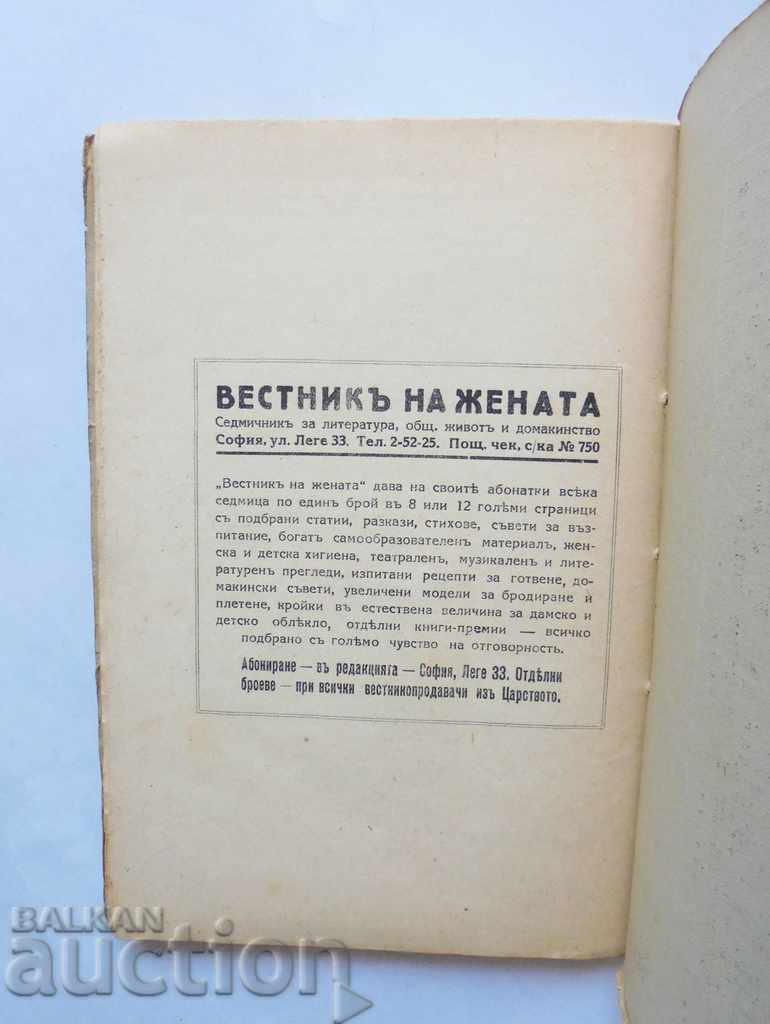 ВЕСТНИКЪ НА ЖЕНАТА
Седмичникъ за литература, общ. животъ и домакинство
София, ул. Леге 33. Тел. 2-52-25. Пощ. чек, с/ка № 750
„Вестникъ на жената“ дава на своитѣ абонатки всѣка
седмица по единъ брой въ 8 или 12 голѣми страници
съ подбрани статии, разкази, стихове, съвети за въз-
питание, богатъ самообразователенъ материалъ, жен-
ска и детска хигиена, театраленъ, музикаленъ и лите-
ратуренъ прегледи, изпитани рецепти за готвене, до-
макински съвети, увеличени модели за бродиране и
плетене, кройки въ естествена величина за дамско и
детско облѣкло, отдѣлни книги-премии — всичко
подбрано съ голѣмо чувство на отговорность.
Абониране — въ редакцията — София, Леге 33. Отдѣлни
броеве — при всички вестникопродавачи изъ Царството.
BALKAN
auction